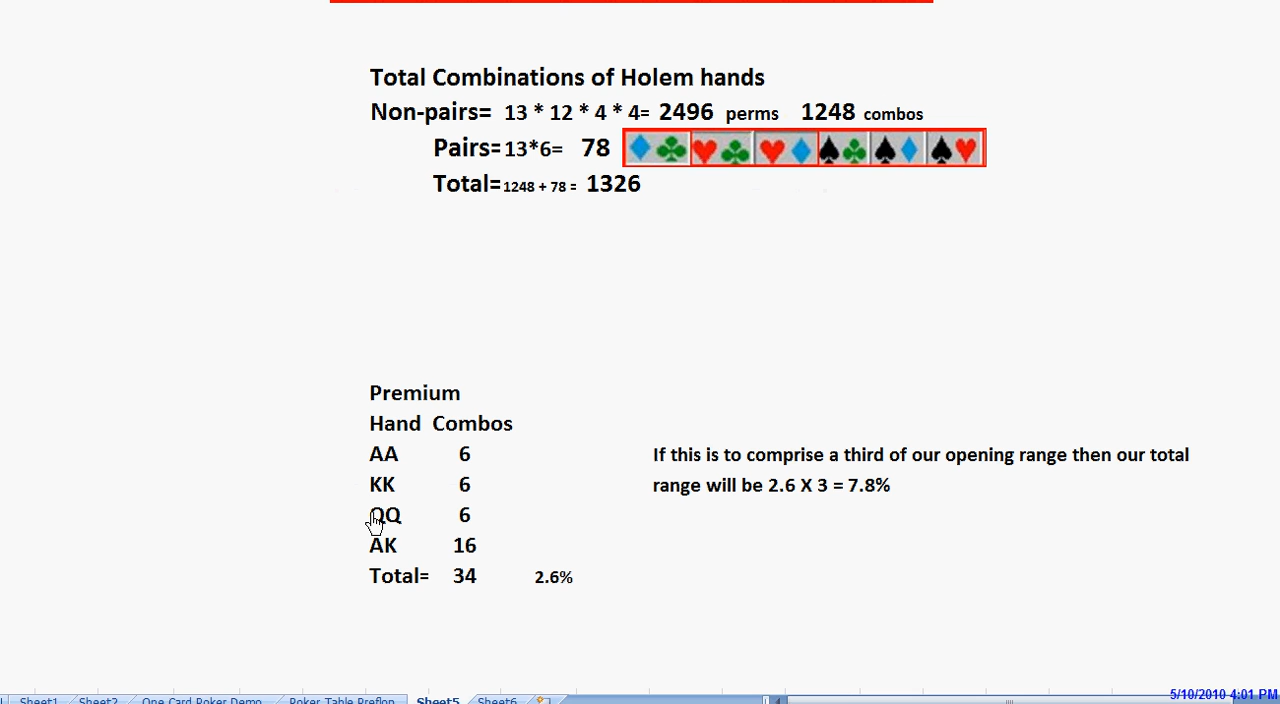 Total Combinations of Holem hands
Non-pairs= 13 * 12 * 4 * 4= 2496 perms 1248 combos
Pairs= 13*6= 78
Total= 1248 + 78 = 1326
Premium
Hand Combos
AA 6
KK 6 
QQ 6
AK 16
Total= 34 2.6%
If this is to comprise a third of our opening range then our total
range will be 2.6 X 3 = 7.8%
Sheet1 Sheet2 One Card Poker Demo Poker Table Preflop Sheet5 Sheet6
5/10/2010 4:01 PM